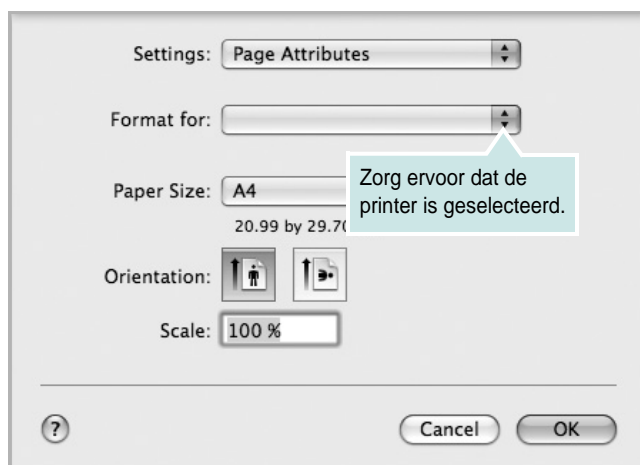 Settings: Page Attributes
Format for:
Zorg ervoor dat de
printer is geselecteerd.
Paper Size: A4
20.99 by 29.70
Orientation:
Scale: 100 %
? Cancel OK